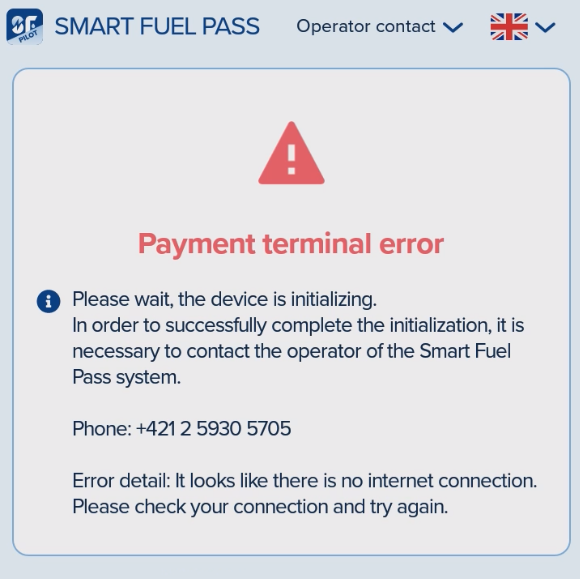 SF
PILOT
SMART FUEL PASS
Operator contact
Payment terminal error
Please wait, the device is initializing.
In order to successfully complete the initialization, it is
necessary to contact the operator of the Smart Fuel
Pass system.
Phone: +421 2 5930 5705
Error detail: It looks like there is no internet connection.
Please check your connection and try again.